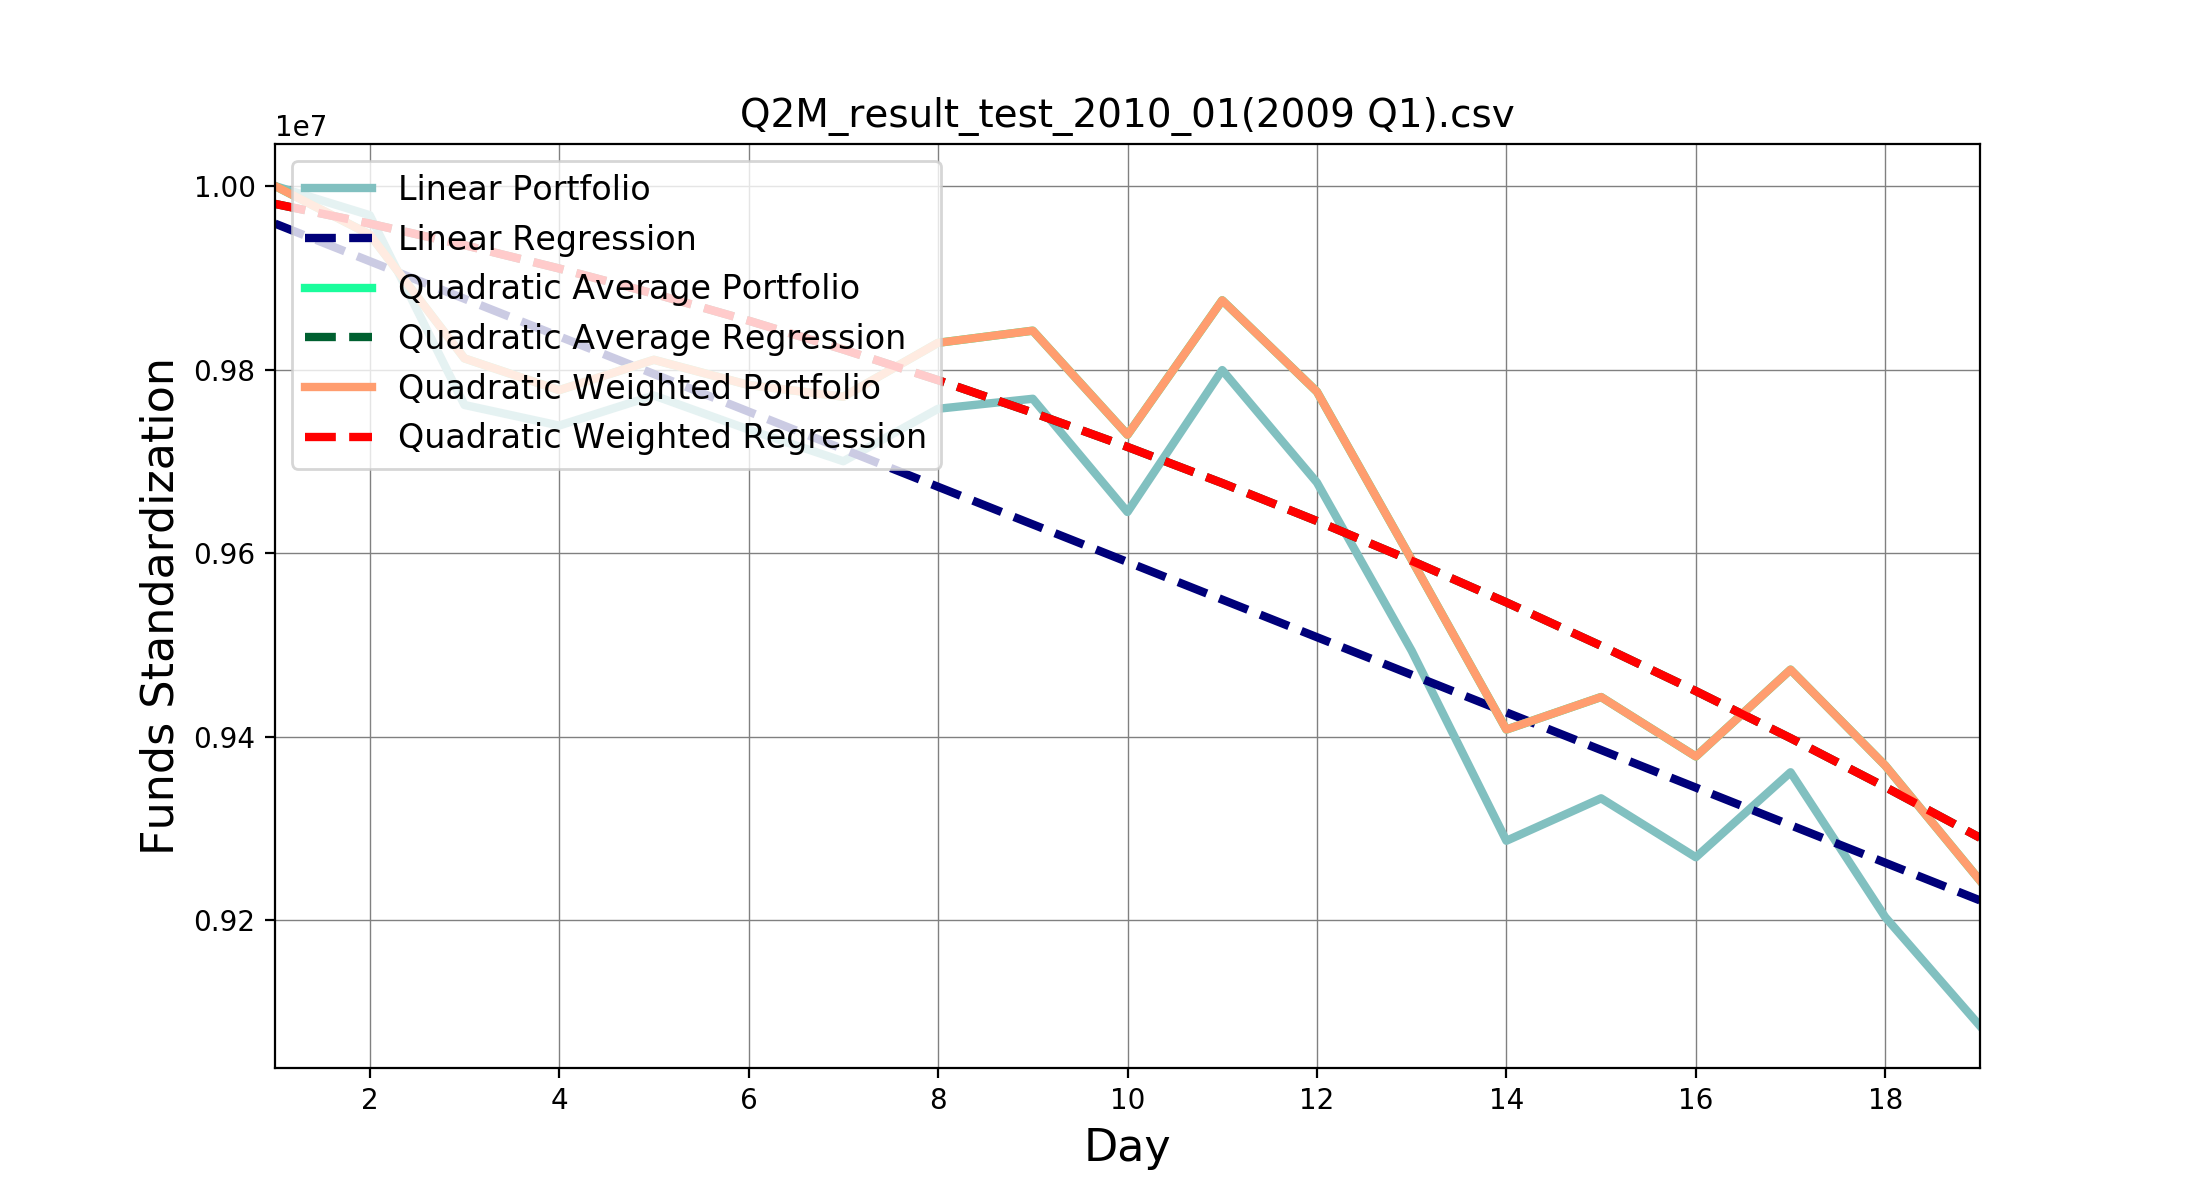 Q2M_result_test_2010_01(2009 Q1).csv
1e7
1.00
0.98
0.96
0.94
0.92
Funds Standardization
Linear Portfolio
Linear Regression
Quadratic Average Portfolio
Quadratic Average Regression
Quadratic Weighted Portfolio
Quadratic Weighted Regression
2 4 6 8 10 12 14 16 18
Day